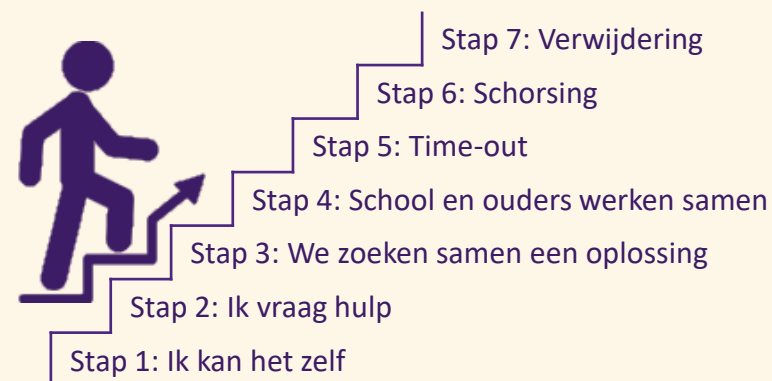 Stap 7: Verwijdering
Stap 6: Schorsing
Stap 5: Time-out
Stap 4: School en ouders werken samen
Stap 3: We zoeken samen een oplossing
Stap 2: Ik vraag hulp
Stap 1: Ik kan het zelf